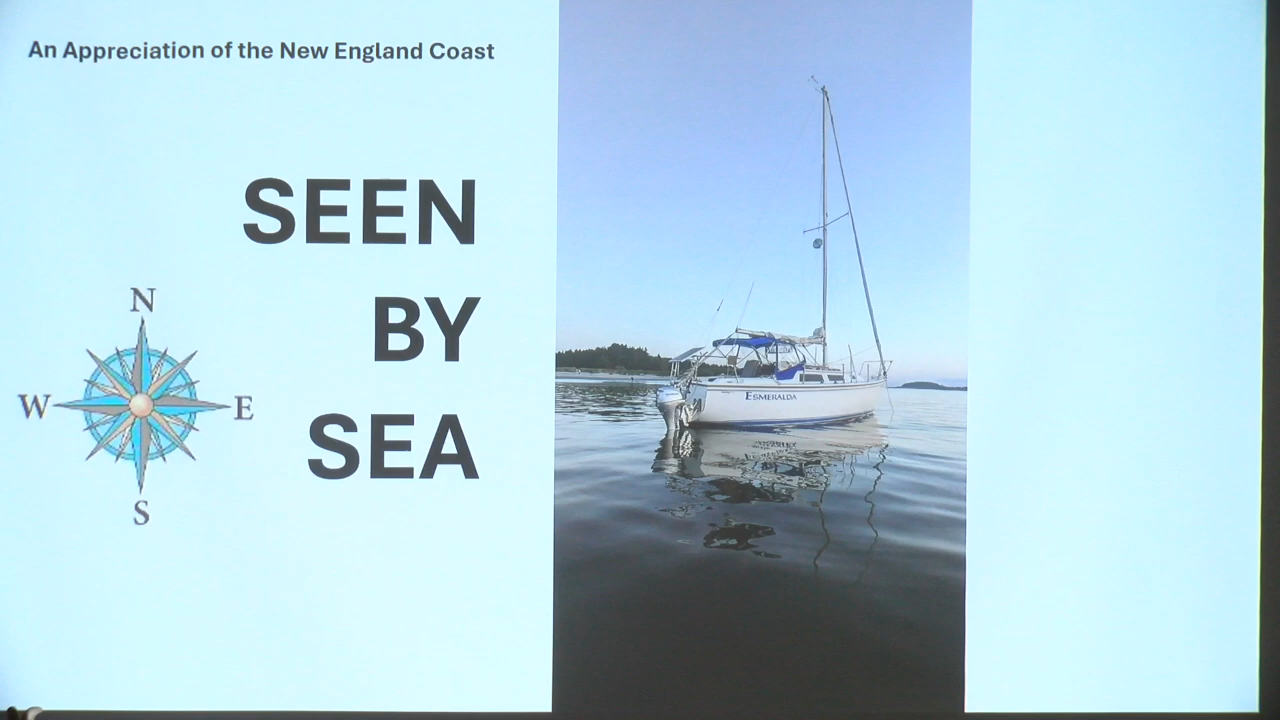 An Appreciation of the New England Coast
SEEN
BY
SEA
N
W E
S
ESMERALDA